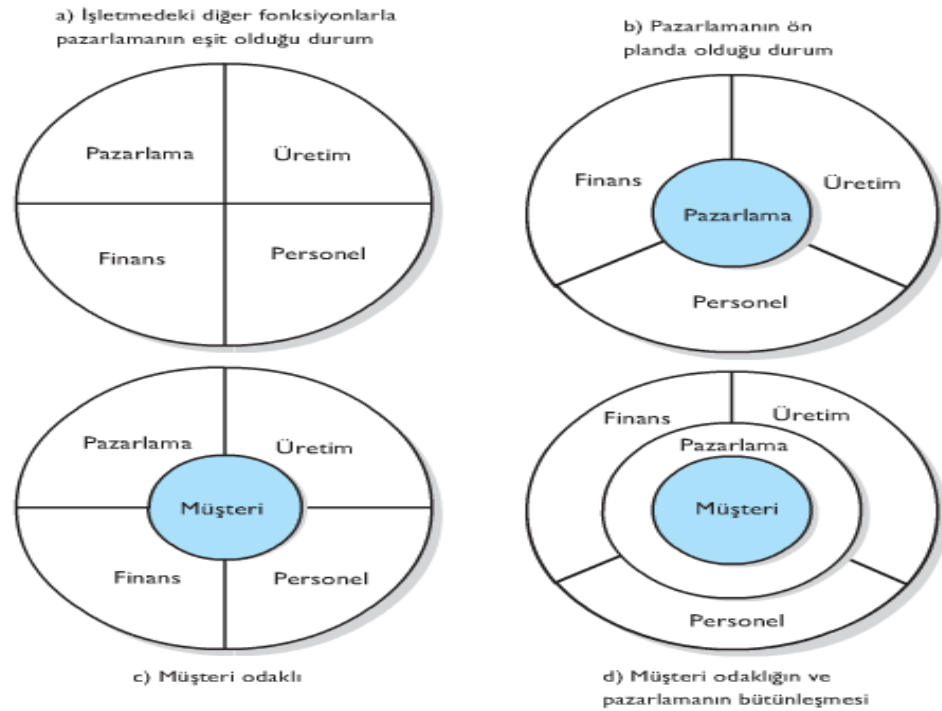 a) İşletmedeki diğer fonksiyonlarla
pazarlamanın eşit olduğu durum
b) Pazarlamanın ön
planda olduğu durum
Pazarlama
Üretim
Finans
Personel
Finans
Üretim
Pazarlama
Personel
Pazarlama
Üretim
Müşteri
Finans
Personel
Finans
Üretim
Pazarlama
Müşteri
Personel
c) Müşteri odaklı
d) Müşteri odaklığın ve
pazarlamanın bütünleşmesi